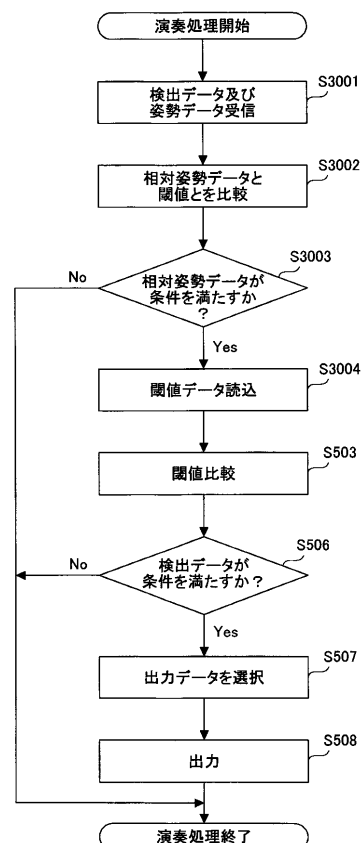 演奏処理開始
S3001
検出データ及び
姿勢データ受信
S3002
相対姿勢データと
閾値とを比較
S3003
No
相対姿勢データが
条件を満たすか
?
Yes
S3004
閾値データ読込
S503
閾値比較
S506
No
検出データが
条件を満たすか?
Yes
S507
出力データを選択
S508
出力
演奏処理終了